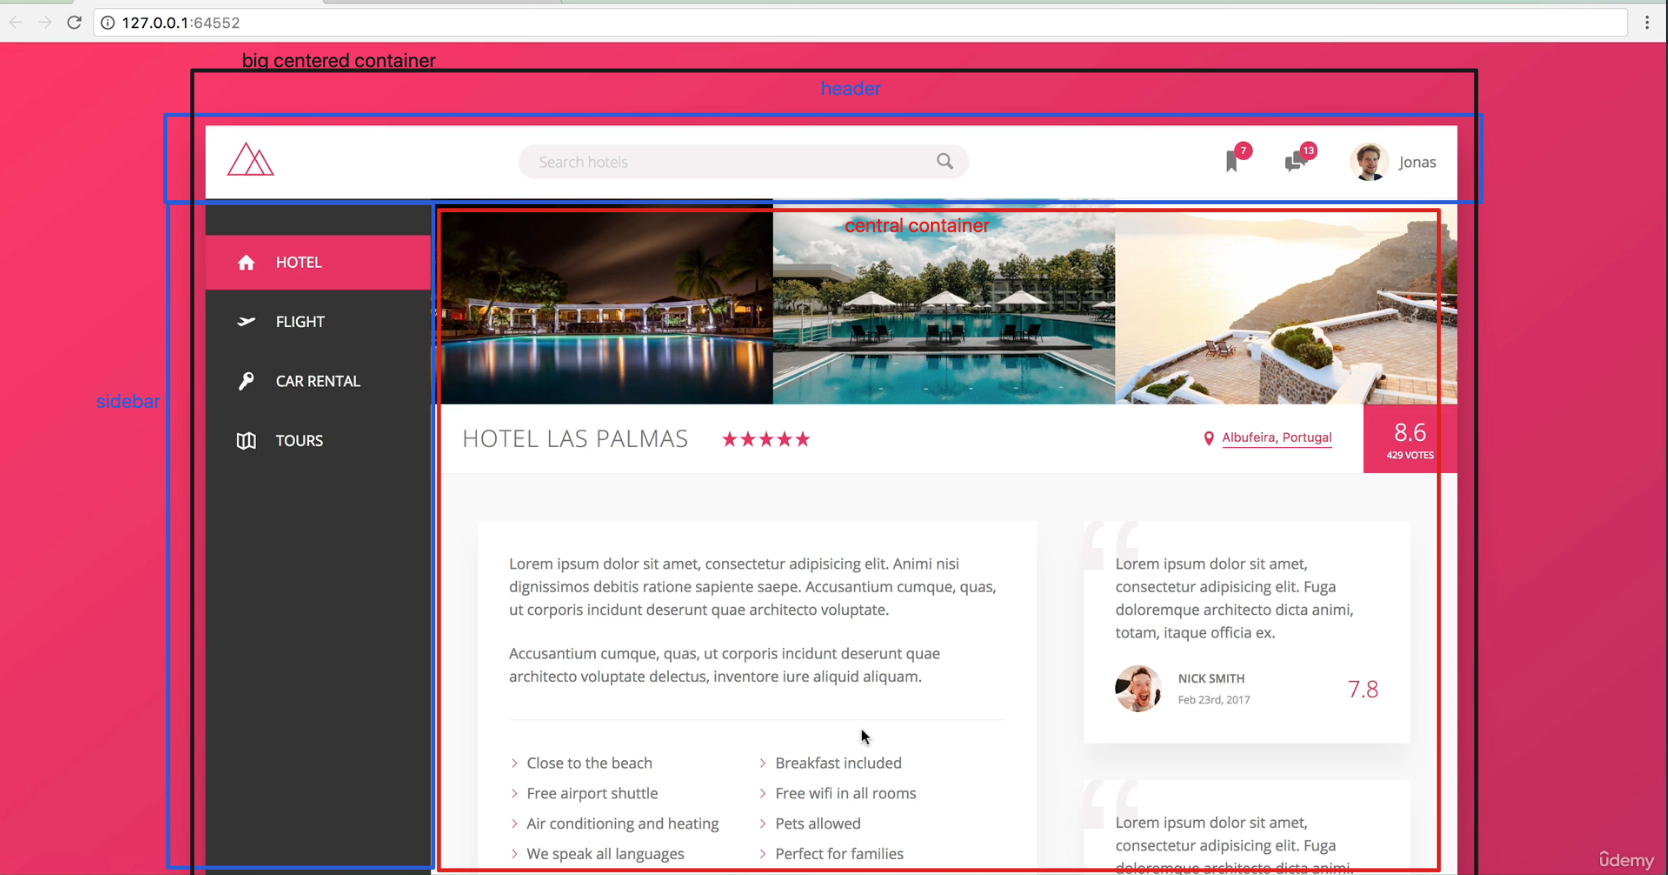 127.0.0.1:64552
big centered container
header
Search hotels
7
13
Jonas
central container
HOTEL
FLIGHT
CAR RENTAL
TOURS
sidebar
HOTEL LAS PALMAS
Albufeira, Portugal
8.6
429 VOTES
Lorem ipsum dolor sit amet, consectetur adipisicing elit. Animi nisi
dignissimos debitis ratione sapiente saepe. Accusantium cumque, quas,
ut corporis incidunt deserunt quae architecto voluptate.
Accusantium cumque, quas, ut corporis incidunt deserunt quae
architecto voluptate delectus, inventore iure aliquid aliquam.
Close to the beach
Free airport shuttle
Air conditioning and heating
We speak all languages
Breakfast included
Free wifi in all rooms
Pets allowed
Perfect for families
“
Lorem ipsum dolor sit amet,
consectetur adipisicing elit. Fuga
doloremque architecto dicta animi,
totam, itaque officia ex.
NICK SMITH
Feb 23rd, 2017
7.8
“
Lorem ipsum dolor sit amet,
consectetur adipisicing elit. Fuga
doloremque architecto dicta animi,
ûdemy